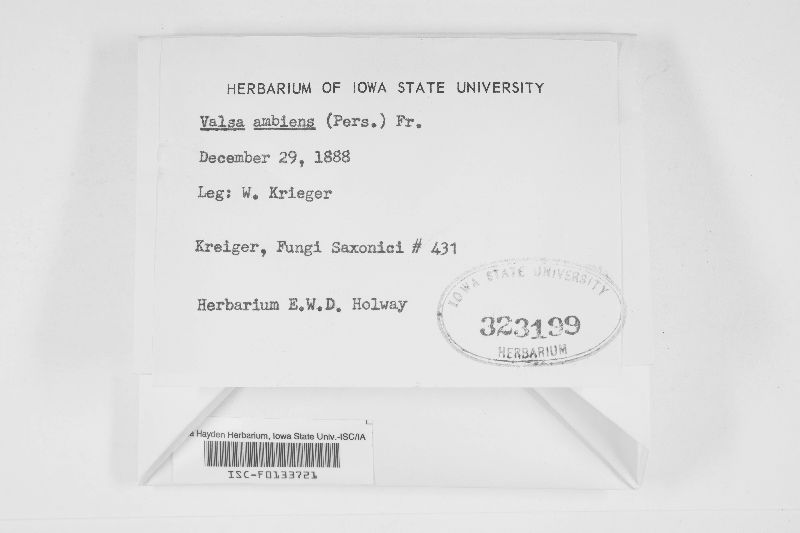 HERBARIUM OF IOWA STATE UNIVERSITY
Valsa ambiens (Pers.) Fr.
December 29, 1888
Leg: W. Krieger
Kreiger, Fungi Saxonici # 431
Herbarium E.W.D. Holway
IOWA STATE UNIVERSITY
323199
HERBARIUM
a Hayden Herbarium, Iowa State Univ.-ISC/IA
ISC-F0133721